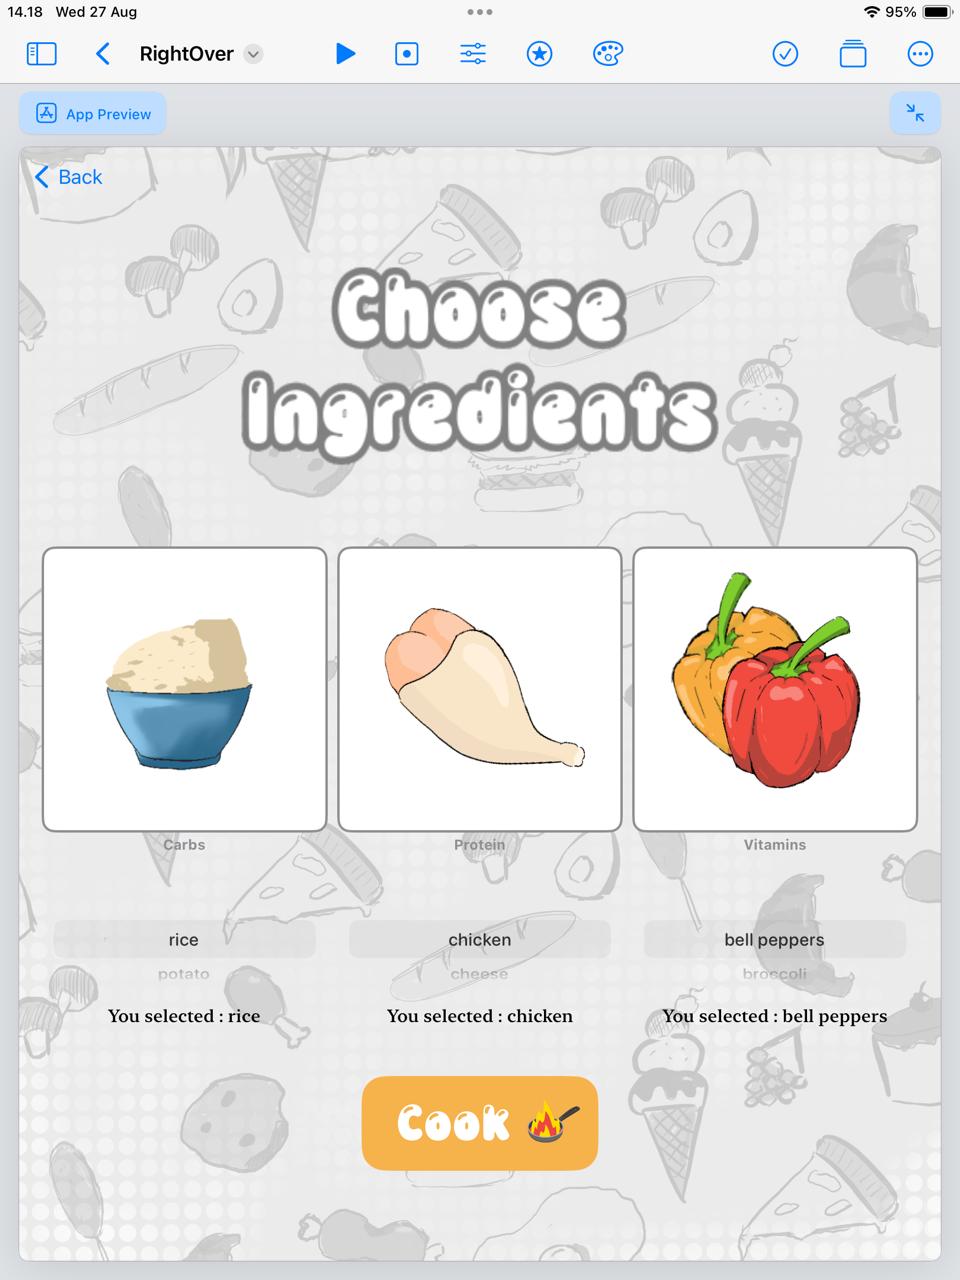 14.18 Wed 27 Aug
95%
RightOver
App Preview
Back
Choose
Ingredients
Carbs Protein Vitamins
rice chicken bell peppers
potato cheese broccoli
You selected : rice You selected : chicken You selected : bell peppers
Cook